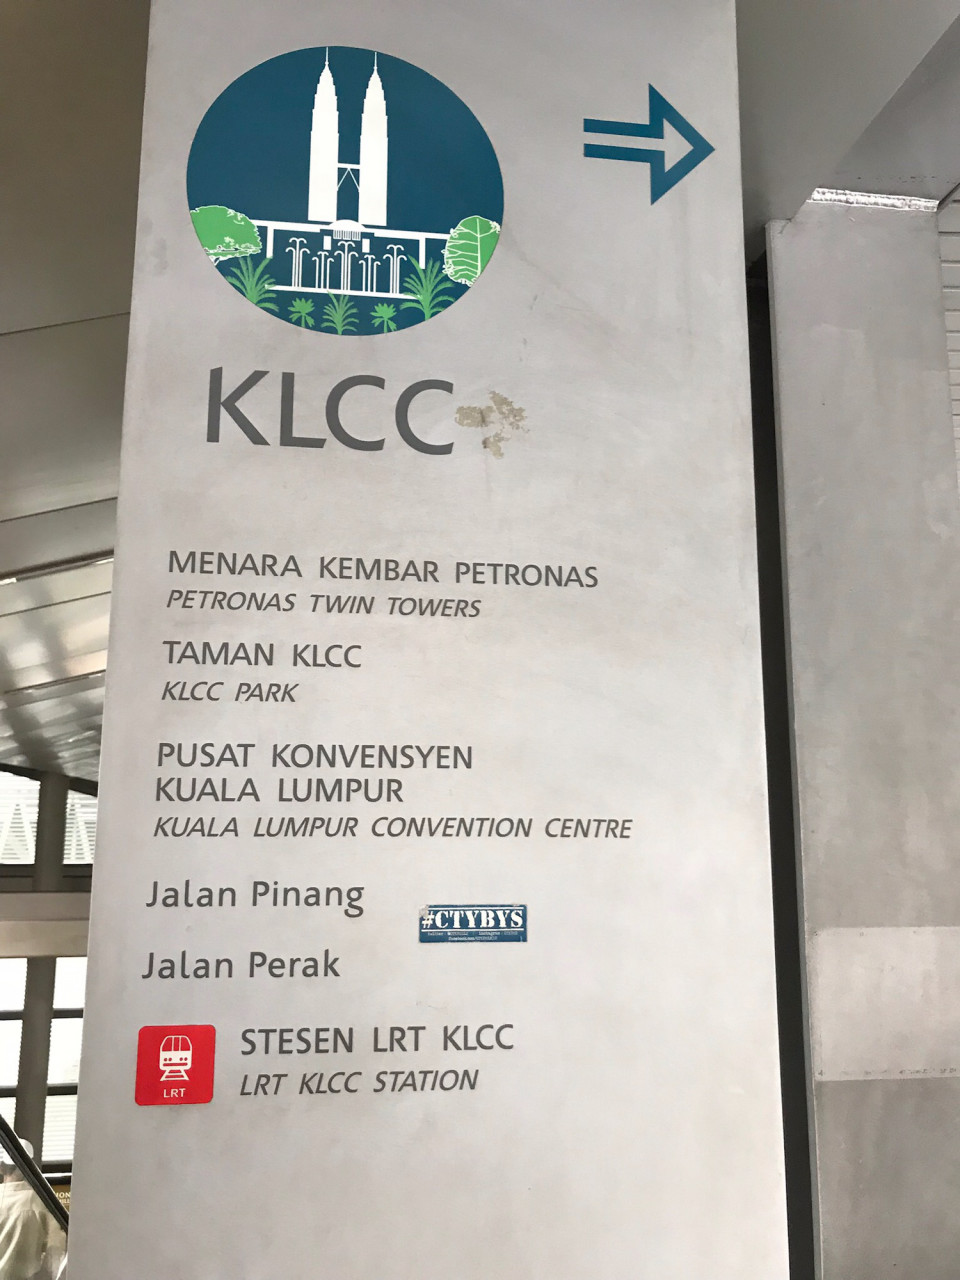 KLCC
MENARA KEMBAR PETRONAS
PETRONAS TWIN TOWERS
TAMAN KLCC
KLCC PARK
PUSAT KONVENSYEN
KUALA LUMPUR
KUALA LUMPUR CONVENTION CENTRE
Jalan Pinang
#CTYBYS
Jalan Perak
STESEN LRT KLCC
LRT
LRT KLCC STATION